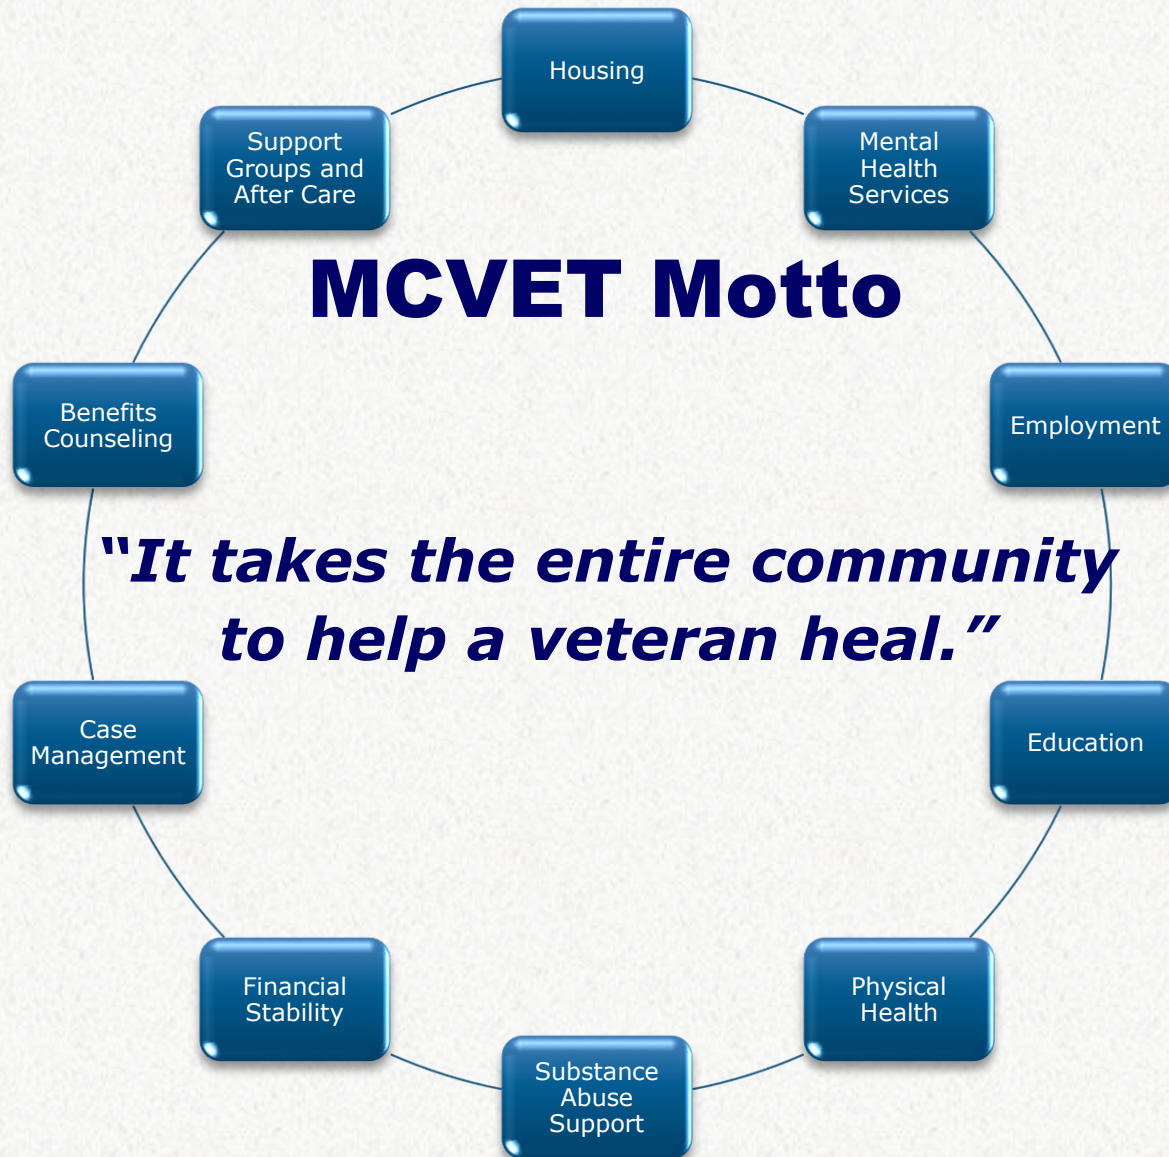 Housing
Support
Groups and
After Care
Mental
Health
Services
MCVET Motto
Benefits
Counseling
Employment
“It takes the entire community
to help a veteran heal.”
Case
Management
Education
Financial
Stability
Physical
Health
Substance
Abuse
Support